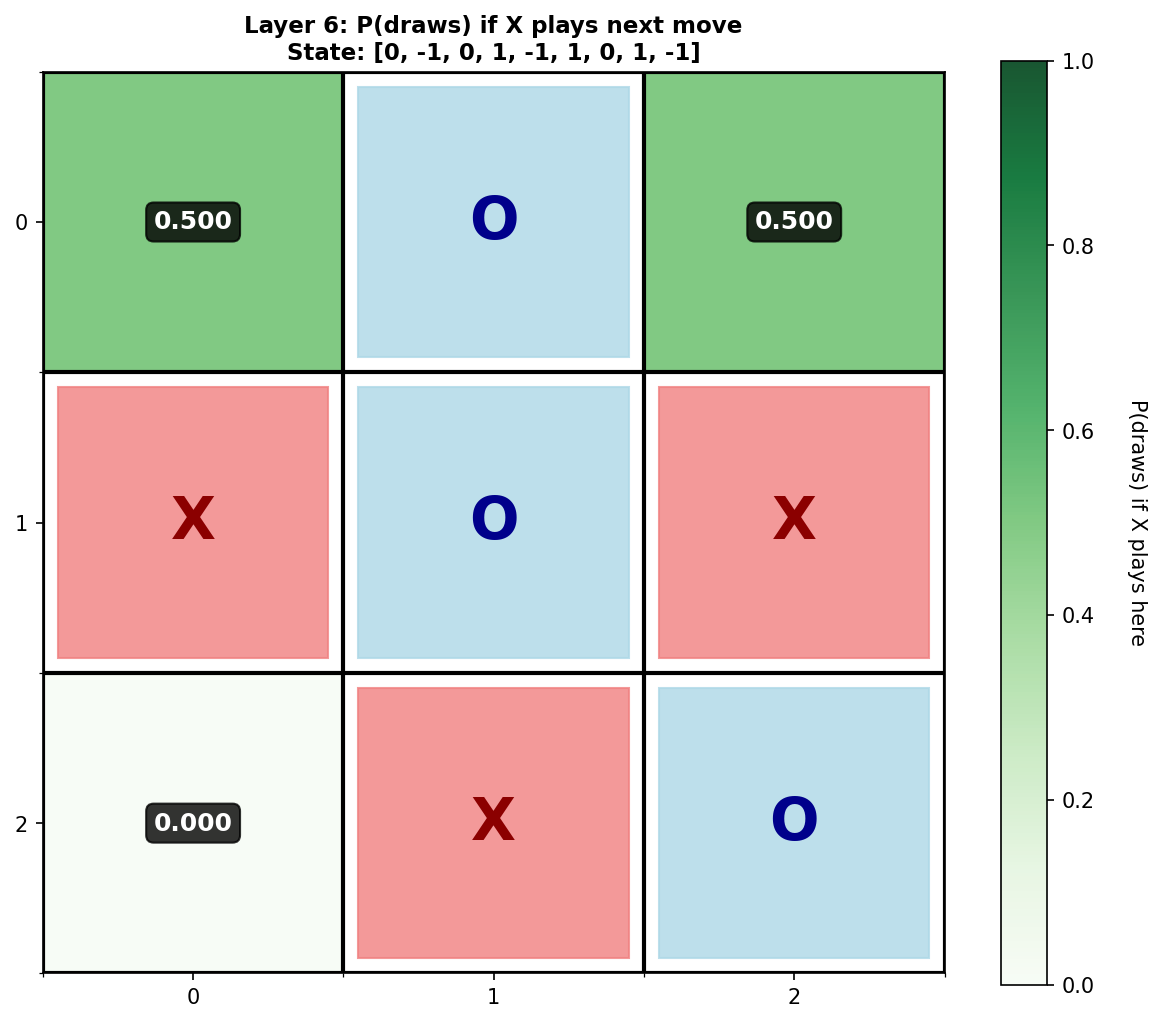 Layer 6: P(draws) if X plays next move
State: [0, -1, 0, 1, -1, 1, 0, 1, -1]
0
0.500
O
0.500
1
X
O
X
2
0.000
X
O
0
1
2
1.0
0.8
0.6
0.4
0.2
0.0
P(draws) if X plays here